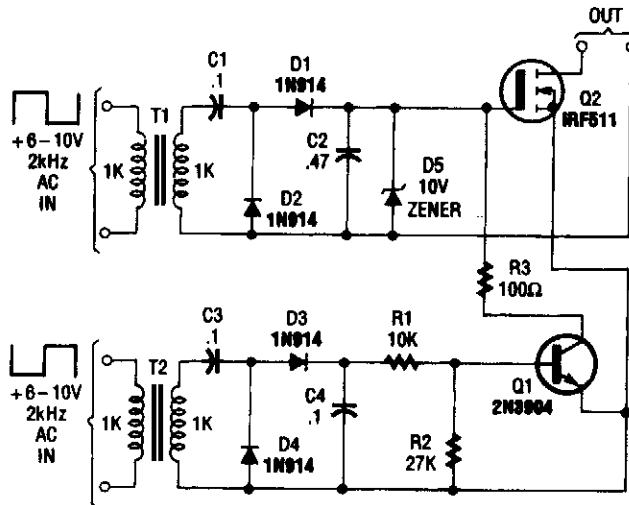 OUT
C1
.1
D1
1N914
T1
+6-10V
2kHz
AC
IN
1K
1K
D2
1N914
C2
.47
D5
10V
ZENER
Q2
IRF511
R3
100Ω
C3
.1
D3
1N914
R1
10K
T2
+6-10V
2kHz
AC
IN
1K
1K
D4
1N914
C4
.1
R2
27K
Q1
2N3904